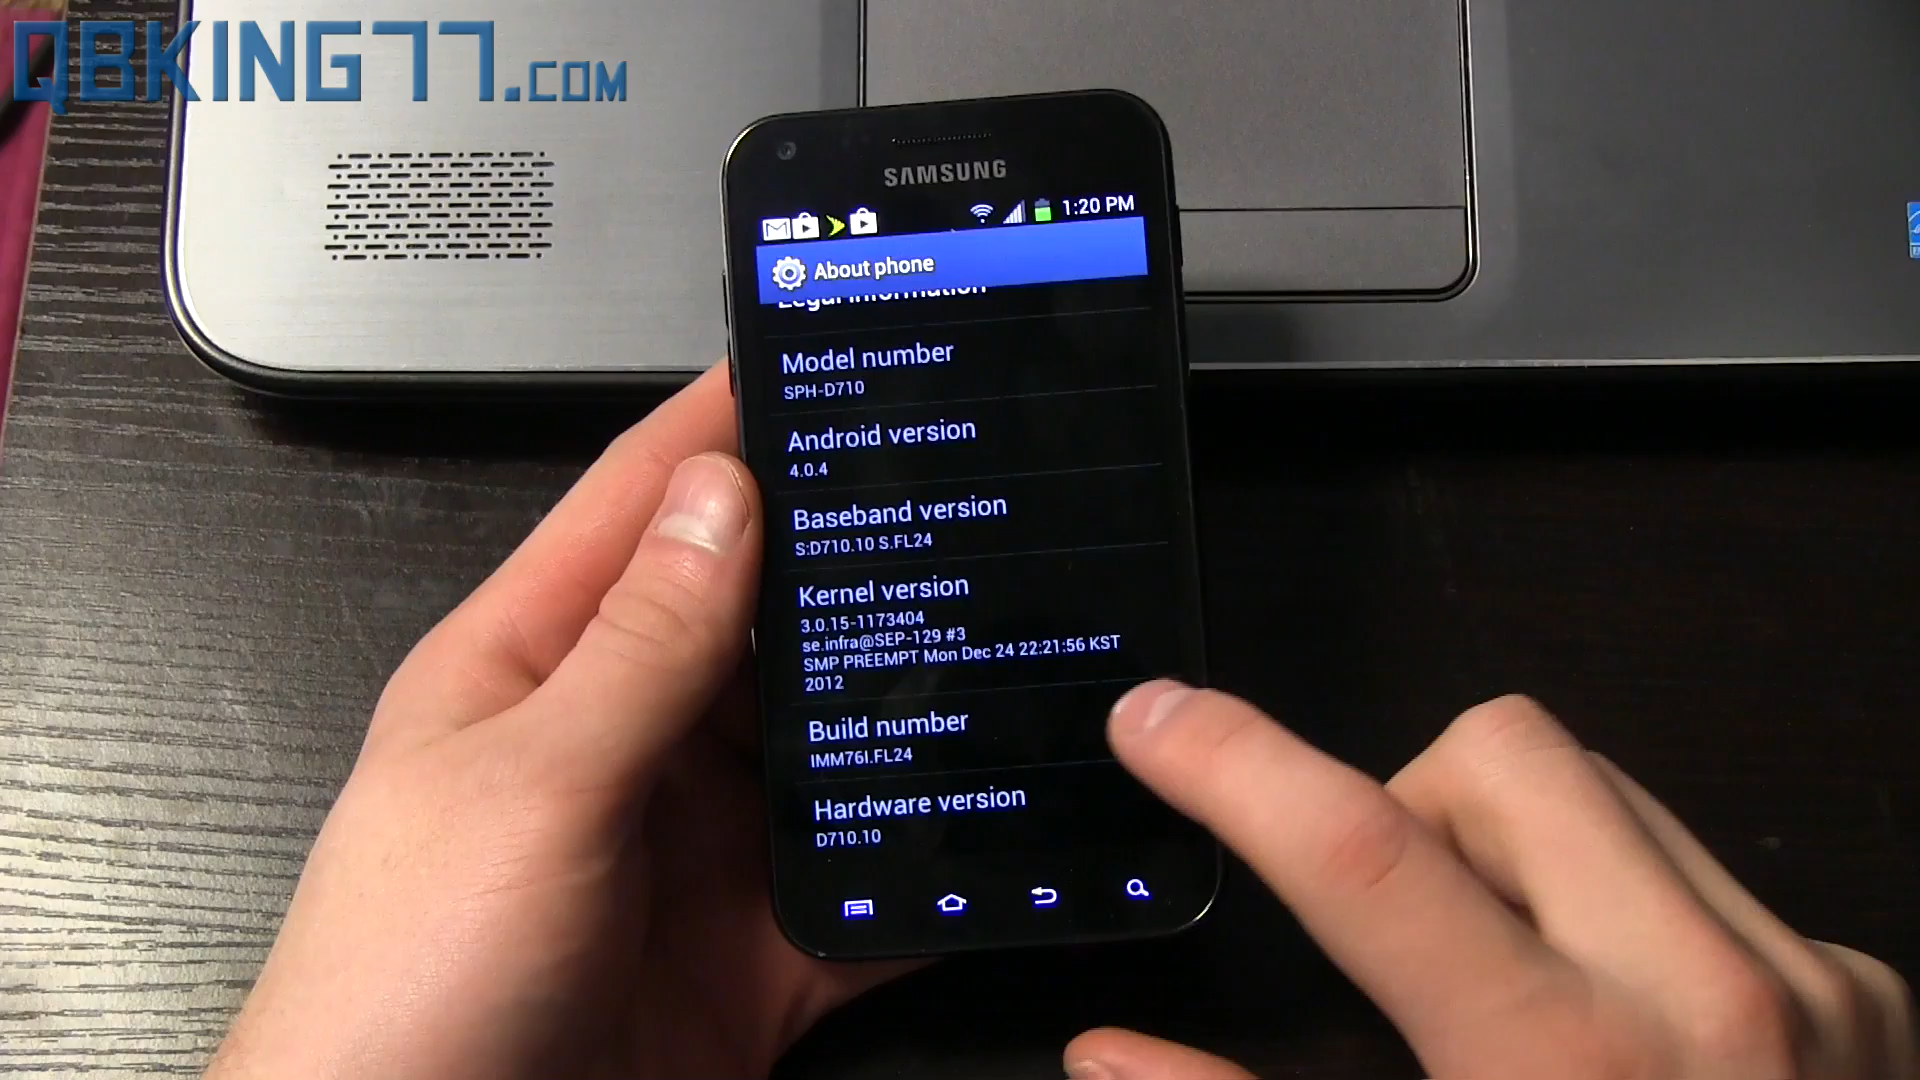 QBKING77.COM
SAMSUNG
1:20 PM
About phone
Legal information
Model number
SPH-D710
Android version
4.0.4
Baseband version
S:D710.10 S.FL24
Kernel version
3.0.15-1173404
se.infra@SEP-129 #3
SMP PREEMPT Mon Dec 24 22:21:56 KST
2012
Build number
IMM76I.FL24
Hardware version
D710.10